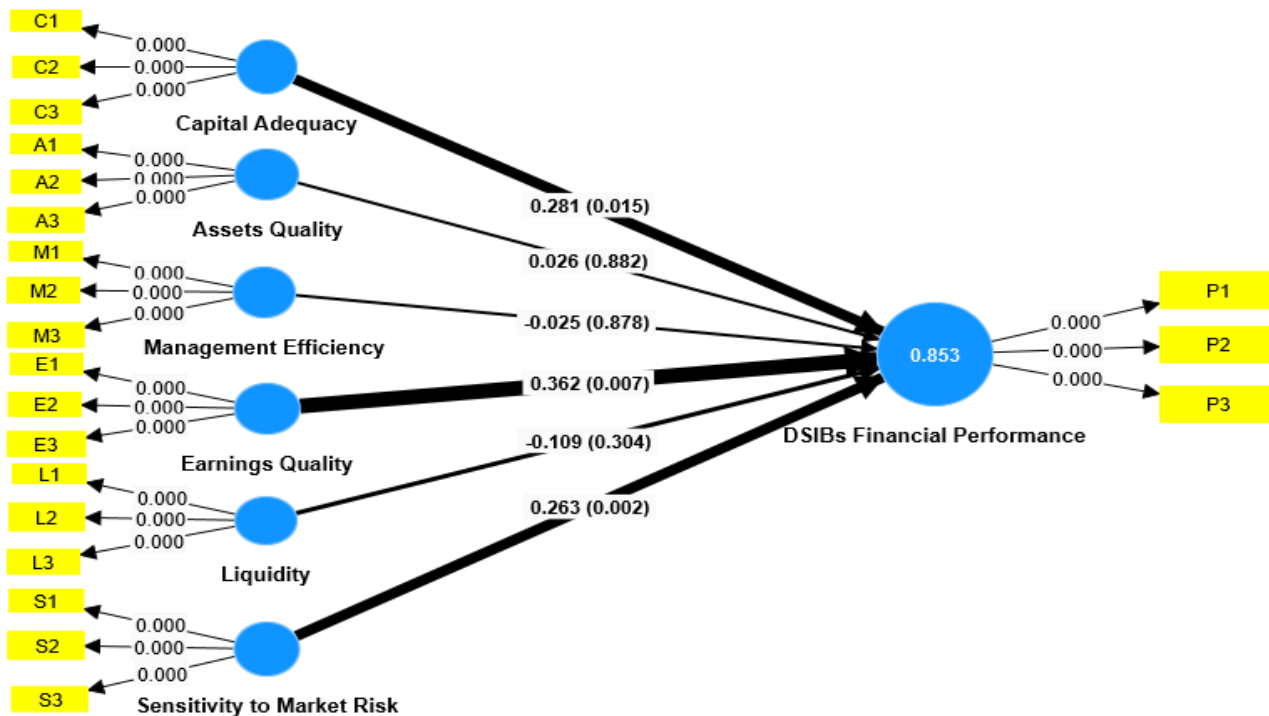 C1
0.000
C2
0.000
C3
0.000
Capital Adequacy
A1
0.000
A2
0.000
A3
0.000
Assets Quality
M1
0.000
M2
0.000
M3
0.000
Management Efficiency
E1
0.000
E2
0.000
E3
0.000
Earnings Quality
L1
0.000
L2
0.000
L3
0.000
Liquidity
S1
0.000
S2
0.000
S3
0.000
Sensitivity to Market Risk
0.281 (0.015)
0.026 (0.882)
-0.025 (0.878)
0.362 (0.007)
-0.109 (0.304)
0.263 (0.002)
0.853
DSIBs Financial Performance
0.000
P1
0.000
P2
0.000
P3